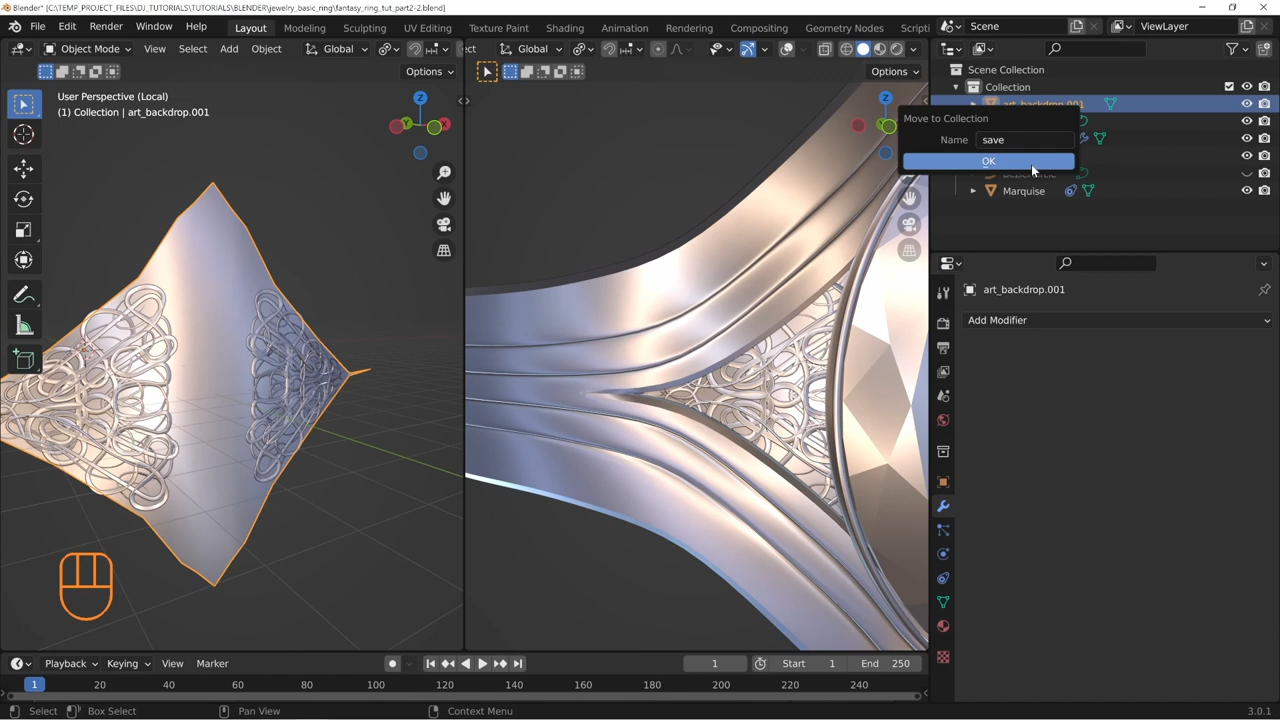 Blender* [C:\TEMP_PROJECT_FILES\DJ_TUTORIALS\TUTORIALS\BLENDER\jewelry_basic_ring\fantasy_ring_tut_part2-2.blend]
File Edit Render Window Help Layout Modeling Sculpting UV Editing Texture Paint Shading Animation Rendering Compositing Geometry Nodes Scripti Scene ViewLayer
Object Mode View Select Add Object Global ect Global
Options Options
Scene Collection
Collection
art_backdrop.001
User Perspective (Local)
(1) Collection | art_backdrop.001
Z
Y X
Z
Y
Move to Collection
Name save
OK
Marquise
art_backdrop.001
Add Modifier
Playback Keying View Marker 1 Start 1 End 250
1 20 40 60 80 100 120 140 160 180 200 220 240
Select Box Select Pan View Context Menu 3.0.1